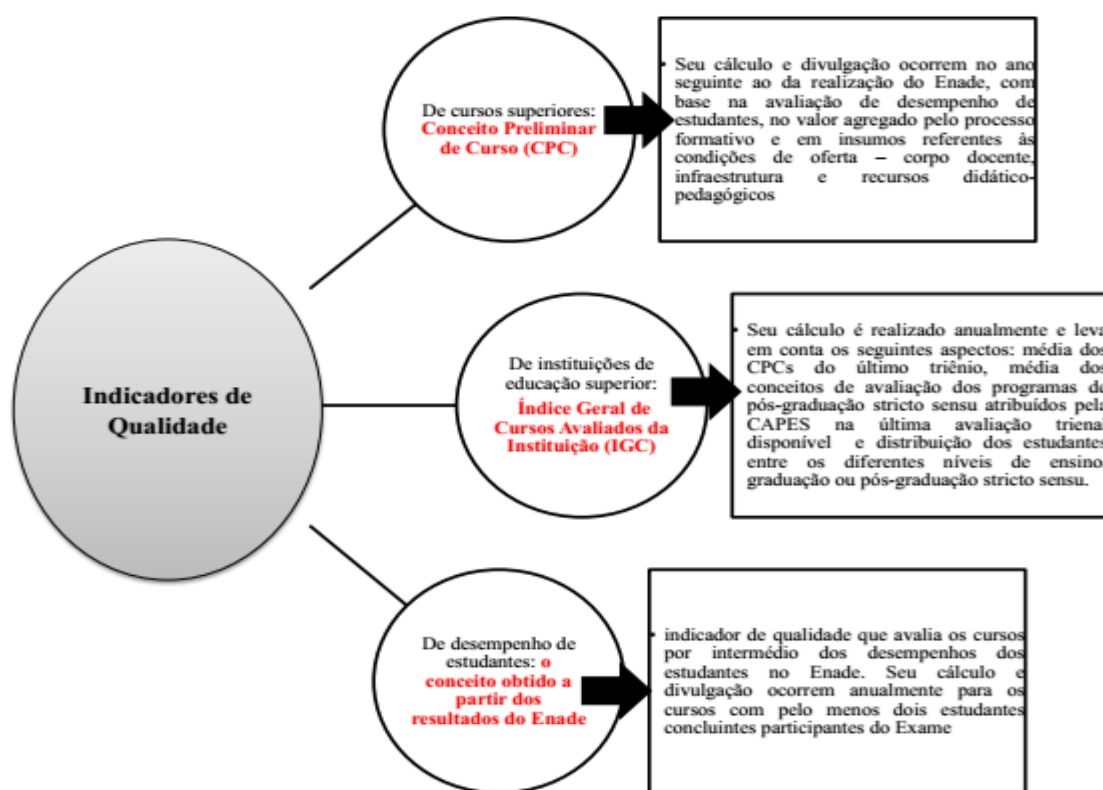 Indicadores de
Qualidade
De cursos superiores:
Conceito Preliminar
de Curso (CPC)
• Seu cálculo e divulgação ocorrem no ano
seguinte ao da realização do Enade, com
base na avaliação de desempenho de
estudantes, no valor agregado pelo processo
formativo e em insumos referentes às
condições de oferta – corpo docente,
infraestrutura e recursos didático-
pedagógicos
De instituições de
educação superior:
Índice Geral de
Cursos Avaliados da
Instituição (IGC)
• Seu cálculo é realizado anualmente e leva
em conta os seguintes aspectos: média dos
CPCs do último triênio, média dos
conceitos de avaliação dos programas de
pós-graduação stricto sensu atribuídos pela
CAPES na última avaliação trienal
disponível e distribuição dos estudantes
entre os diferentes níveis de ensino
graduação ou pós-graduação stricto sensu.
De desempenho de
estudantes: o
conceito obtido a
partir dos
resultados do Enade
• indicador de qualidade que avalia os cursos
por intermédio dos desempenhos dos
estudantes no Enade. Seu cálculo e
divulgação ocorrem anualmente para os
cursos com pelo menos dois estudantes
concluintes participantes do Exame